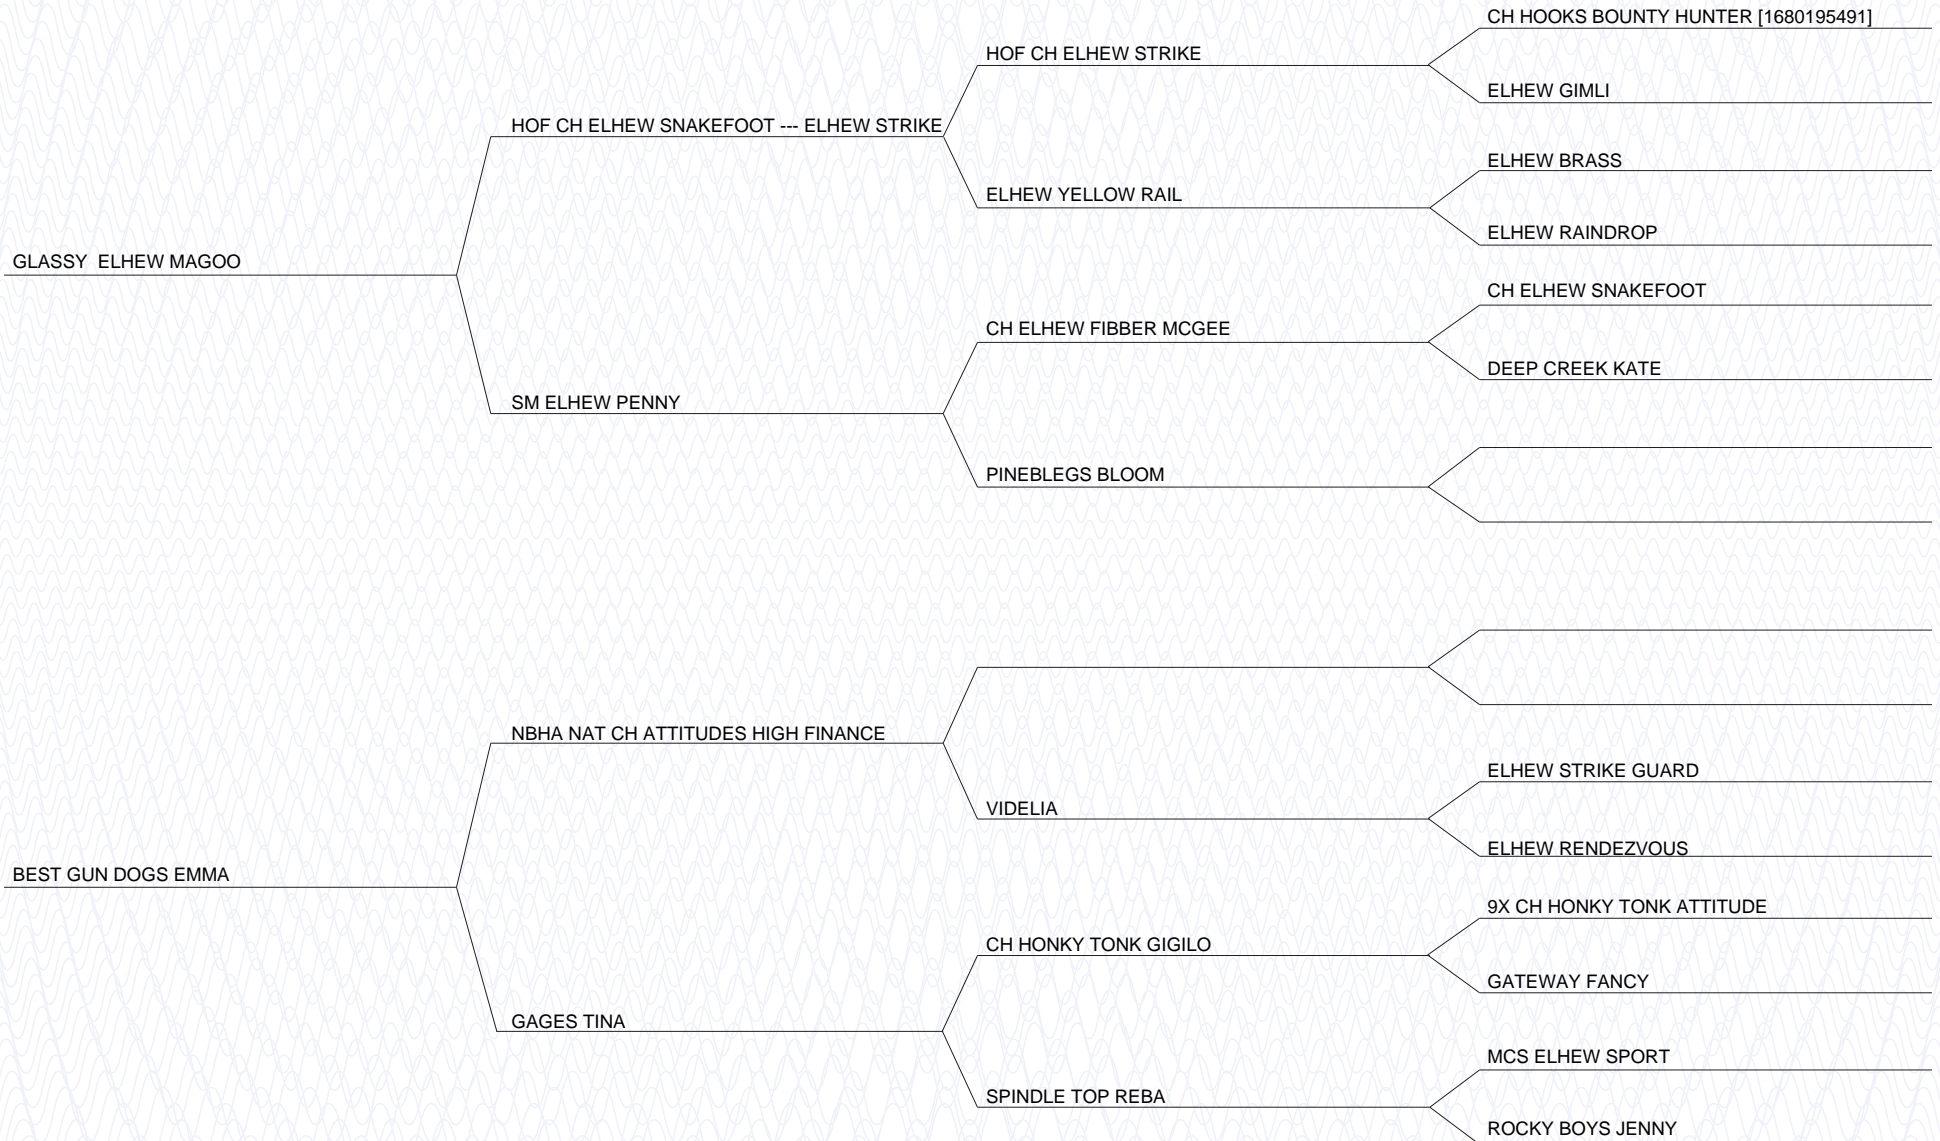 CH HOOKS BOUNTY HUNTER [1680195491]
HOF CH ELHEW STRIKE
ELHEW GIMLI
HOF CH ELHEW SNAKEFOOT --- ELHEW STRIKE
ELHEW BRASS
ELHEW YELLOW RAIL
ELHEW RAINDROP
GLASSY  ELHEW MAGOO
CH ELHEW SNAKEFOOT
CH ELHEW FIBBER MCGEE
DEEP CREEK KATE
SM ELHEW PENNY
PINEBLEGS BLOOM
NBHA NAT CH ATTITUDES HIGH FINANCE
ELHEW STRIKE GUARD
VIDELIA
ELHEW RENDEZVOUS
BEST GUN DOGS EMMA
9X CH HONKY TONK ATTITUDE
CH HONKY TONK GIGILO
GATEWAY FANCY
GAGES TINA
MCS ELHEW SPORT
SPINDLE TOP REBA
ROCKY BOYS JENNY